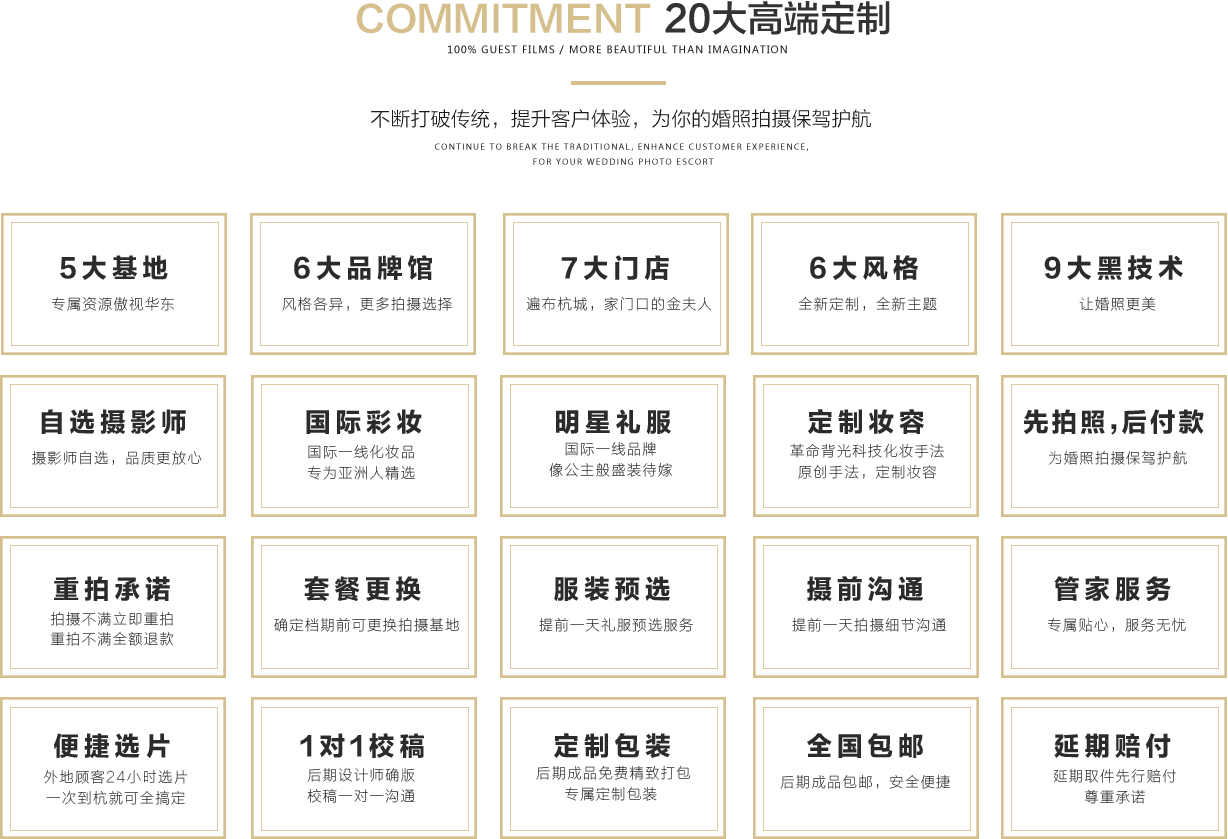 COMMITMENT 20大高端定制
100% GUEST FILMS / MORE BEAUTIFUL THAN IMAGINATION
不断打破传统，提升客户体验，为你的婚照拍摄保驾护航
CONTINUE TO BREAK THE TRADITIONAL, ENHANCE CUSTOMER EXPERIENCE,
FOR YOUR WEDDING PHOTO ESCORT
5大基地
专属资源傲视华东
6大品牌馆
风格各异，更多拍摄选择
7大门店
遍布杭城，家门口的金夫人
6大风格
全新定制，全新主题
9大黑技术
让婚照更美
自选摄影师
摄影师自选，品质更放心
国际彩妆
国际一线化妆品
专为亚洲人精选
明星礼服
国际一线品牌
像公主般盛装待嫁
定制妆容
革命背光科技化妆手法
原创手法，定制妆容
先拍照,后付款
为婚照拍摄保驾护航
重拍承诺
拍摄不满立即重拍
重拍不满全额退款
套餐更换
确定档期前可更换拍摄基地
服装预选
提前一天礼服预选服务
摄前沟通
提前一天拍摄细节沟通
管家服务
专属贴心，服务无忧
便捷选片
外地顾客24小时选片
一次到杭就可全搞定
1对1校稿
后期设计师确版
校稿一对一沟通
定制包装
后期成品免费精致打包
专属定制包装
全国包邮
后期成品包邮，安全便捷
延期赔付
延期取件先行赔付
尊重承诺